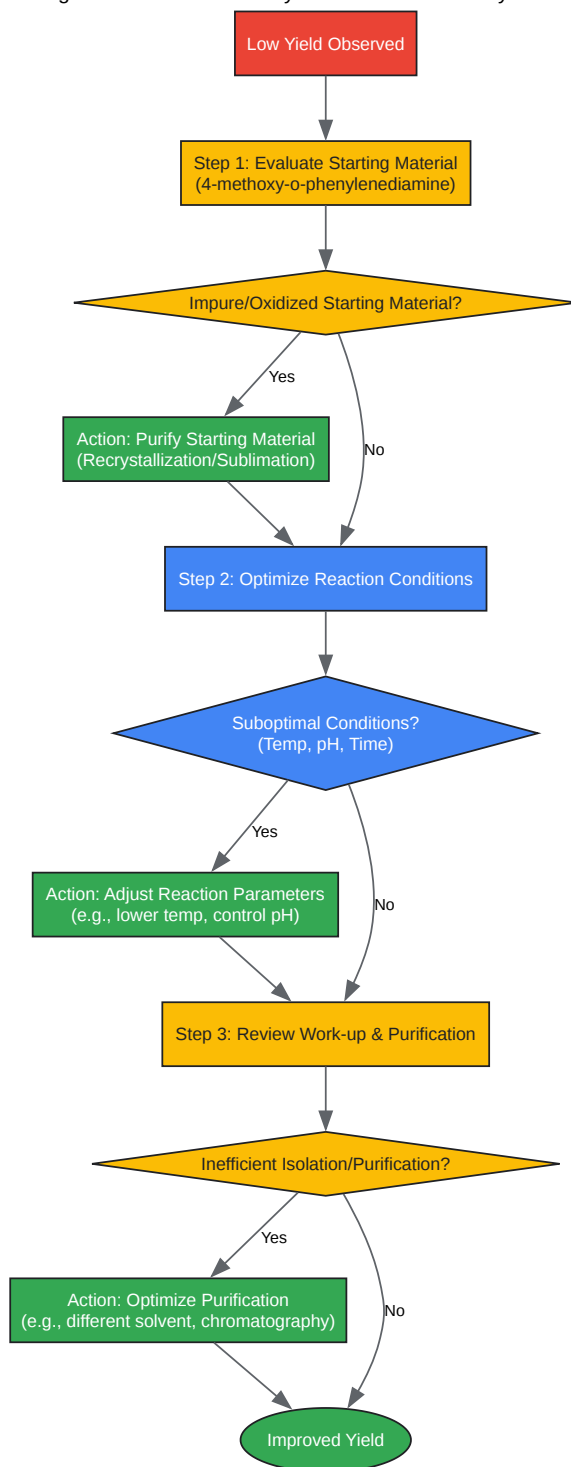 Low Yield Observed
Step 1: Evaluate Starting Material
(4-methoxy-o-phenylenediamine)
Impure/Oxidized Starting Material?
Yes
Action: Purify Starting Material
(Recrystallization/Sublimation)
No
Step 2: Optimize Reaction Conditions
Suboptimal Conditions?
(Temp, pH, Time)
Yes
Action: Adjust Reaction Parameters
(e.g., lower temp, control pH)
No
Step 3: Review Work-up & Purification
Inefficient Isolation/Purification?
Yes
Action: Optimize Purification
(e.g., different solvent, chromatography)
No
Improved Yield